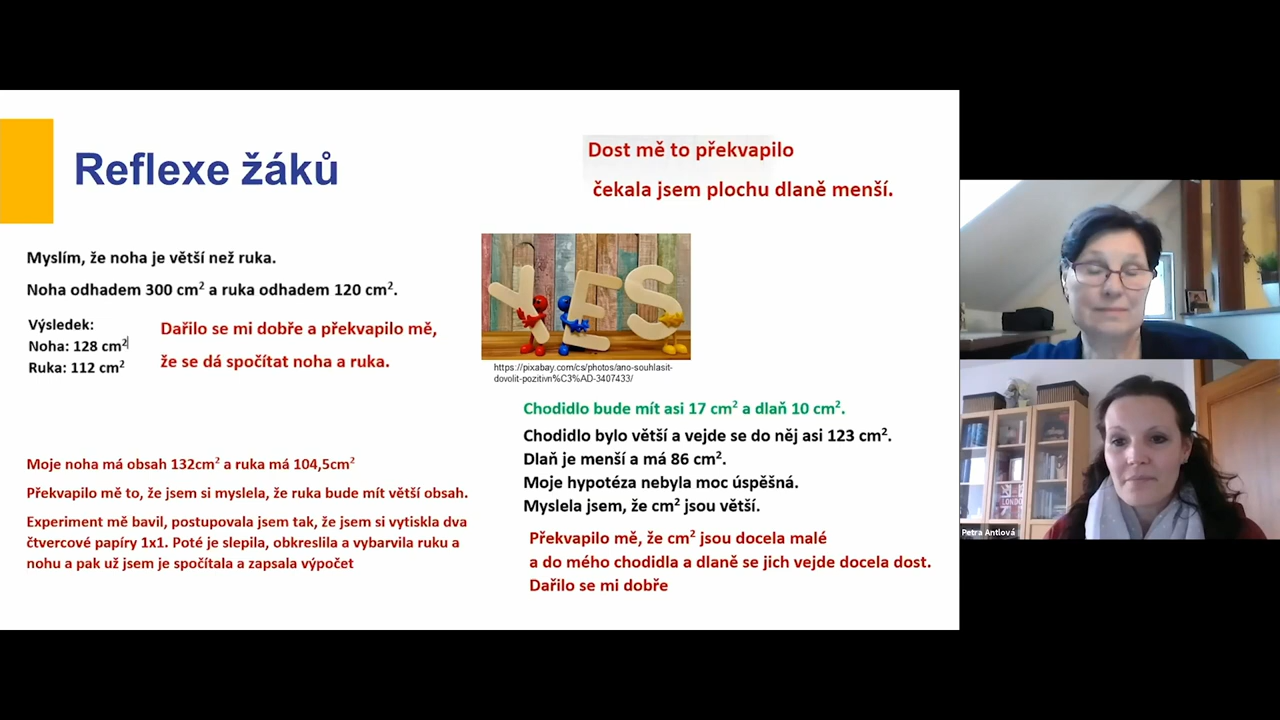 Reflexe žáků
Dost mě to překvapilo
čekala jsem plochu dlaně menší.
Myslím, že noha je větší než ruka.
Noha odhadem 300 cm² a ruka odhadem 120 cm².
Výsledek:
Noha: 128 cm²
Ruka: 112 cm²
Dařilo se mi dobře a překvapilo mě,
že se dá spočítat noha a ruka.
YES
https://pixabay.com/cs/photos/ano-souhlasit-
dovolit-pozitivn%C3%AD-3407433/
Moje noha má obsah 132cm² a ruka má 104,5cm²
Překvapilo mě to, že jsem si myslela, že ruka bude mít větší obsah.
Experiment mě bavil, postupovala jsem tak, že jsem si vytiskla dva
čtvercové papíry 1x1. Poté je slepila, obkreslila a vybarvila ruku a
nohu a pak už jsem je spočítala a zapsala výpočet
Chodidlo bude mít asi 17 cm² a dlaň 10 cm².
Chodidlo bylo větší a vejde se do něj asi 123 cm².
Dlaň je menší a má 86 cm².
Moje hypotéza nebyla moc úspěšná.
Myslela jsem, že cm² jsou větší.
Překvapilo mě, že cm² jsou docela malé
a do mého chodidla a dlaně se jich vejde docela dost.
Dařilo se mi dobře
LONDON
Petra Antlová